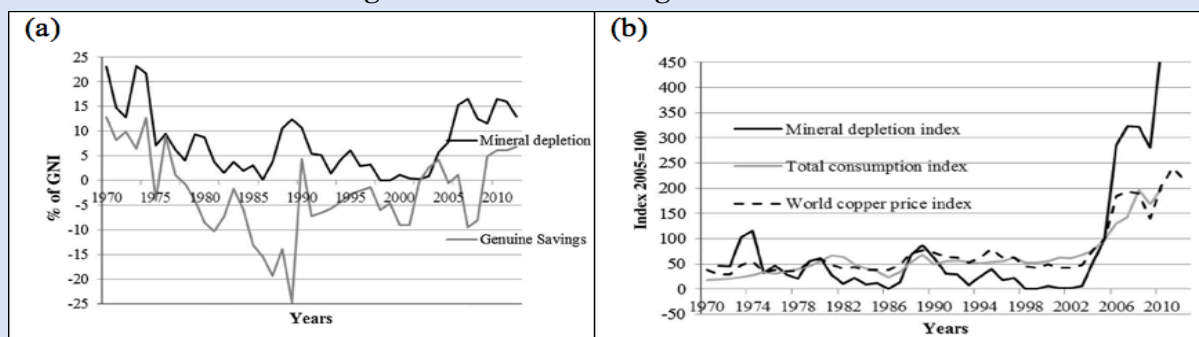 (a)
25
20
15
10
5
0
-5
-10
-15
-20
-25
% of GNI
1970 1975 1980 1985 1990 1995 2000 2005 2010
Mineral depletion
Genuine Savings
Years
(b)
450
400
350
300
250
200
150
100
50
0
-50
Index 2005=100
Mineral depletion index
Total consumption index
World copper price index
1970 1974 1978 1982 1986 1990 1994 1998 2002 2006 2010
Years